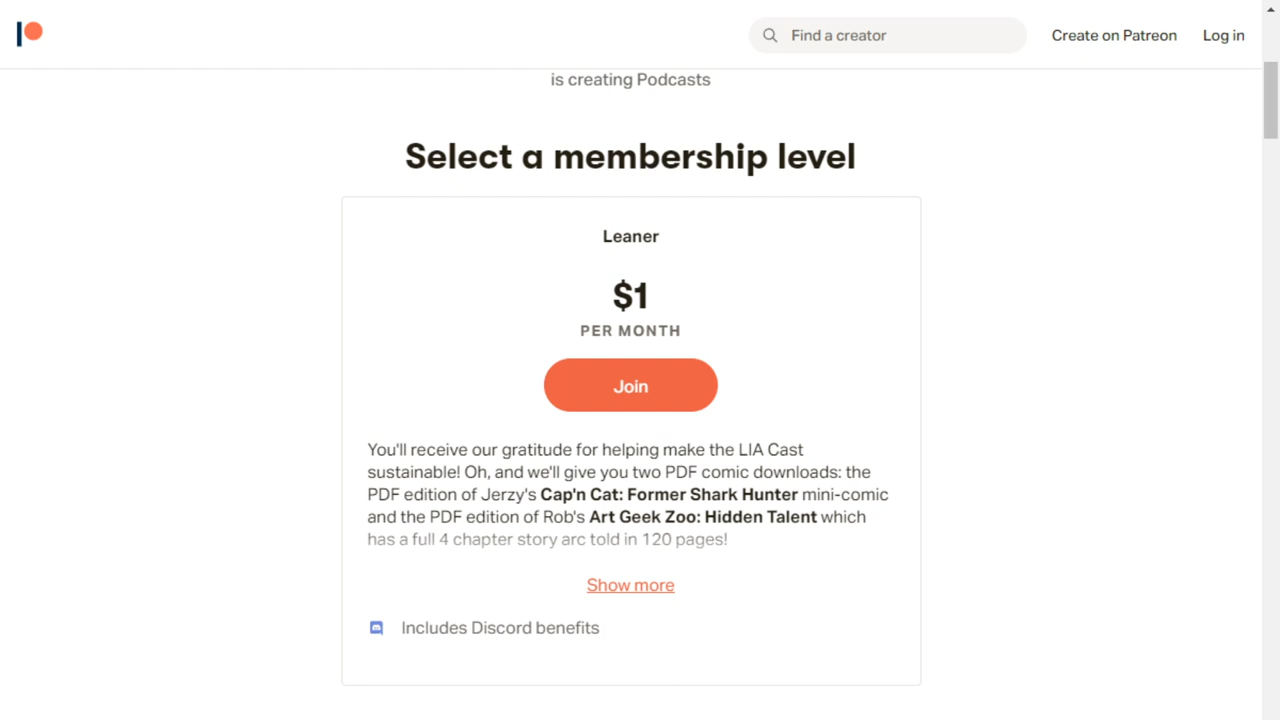 Find a creator
Create on Patreon
Log in
is creating Podcasts
Select a membership level
Leaner
$1
PER MONTH
Join
You'll receive our gratitude for helping make the LIA Cast
sustainable! Oh, and we'll give you two PDF comic downloads: the
PDF edition of Jerzy's Cap'n Cat: Former Shark Hunter mini-comic
and the PDF edition of Rob's Art Geek Zoo: Hidden Talent which
has a full 4 chapter story arc told in 120 pages!
Show more
Includes Discord benefits